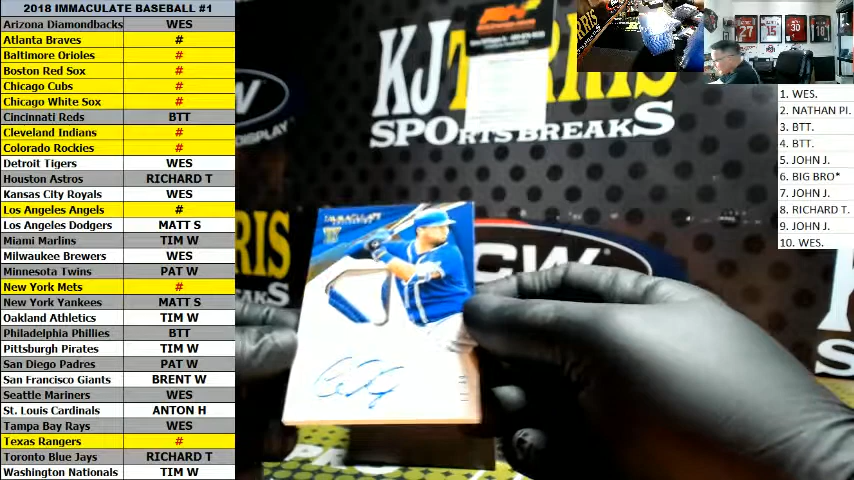 2018 IMMACULATE BASEBALL #1
Arizona Diamondbacks WES
Atlanta Braves #
Baltimore Orioles #
Boston Red Sox #
Chicago Cubs #
Chicago White Sox #
Cincinnati Reds BTT
Cleveland Indians #
Colorado Rockies #
Detroit Tigers WES
Houston Astros RICHARD T
Kansas City Royals WES
Los Angeles Angels #
Los Angeles Dodgers MATT S
Miami Marlins TIM W
Milwaukee Brewers WES
Minnesota Twins PAT W
New York Mets #
New York Yankees MATT S
Oakland Athletics TIM W
Philadelphia Phillies BTT
Pittsburgh Pirates TIM W
San Diego Padres PAT W
San Francisco Giants BRENT W
Seattle Mariners WES
St. Louis Cardinals ANTON H
Tampa Bay Rays WES
Texas Rangers #
Toronto Blue Jays RICHARD T
Washington Nationals TIM W
KJ
SPORTS BREAKS
DISPLAY
IMMACULATE
27
15
30
18
1. WES.
2. NATHAN PI.
3. BTT.
4. BTT.
5. JOHN J.
6. BIG BRO*
7. JOHN J.
8. RICHARD T.
9. JOHN J.
10. WES.